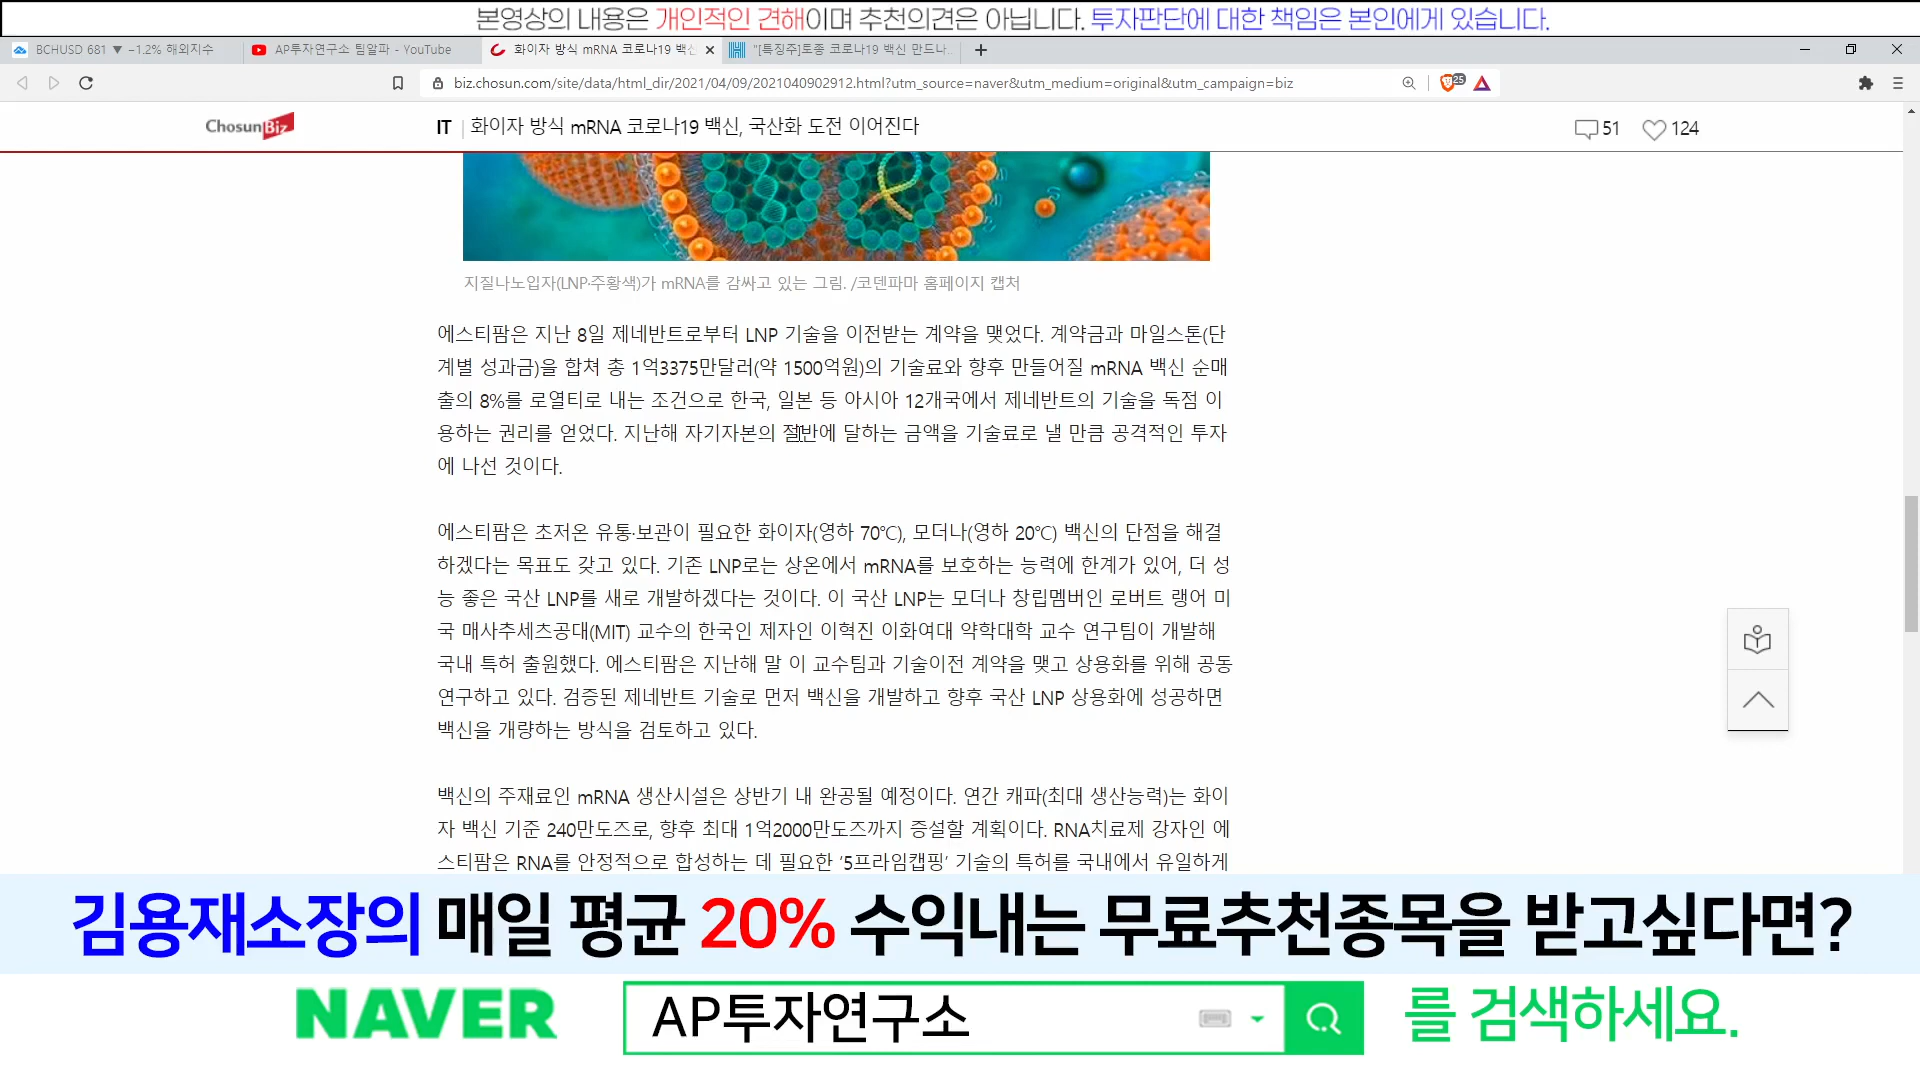 본영상의 내용은 개인적인 견해이며 추천의견은 아닙니다. 투자판단에 대한 책임은 본인에게 있습니다.
BCHUSD 681 ▼ −1.2% 해외지수
AP투자연구소 팀알파 - YouTube
화이자 방식 mRNA 코로나19 백신
"[특징주]토종 코로나19 백신 만드나..
biz.chosun.com/site/data/html_dir/2021/04/09/2021040902912.html?utm_source=naver&utm_medium=original&utm_campaign=biz
25
ChosunBiz
IT | 화이자 방식 mRNA 코로나19 백신, 국산화 도전 이어진다
51
124
지질나노입자(LNP·주황색)가 mRNA를 감싸고 있는 그림. /코덴파마 홈페이지 캡처
에스티팜은 지난 8일 제네반트로부터 LNP 기술을 이전받는 계약을 맺었다. 계약금과 마일스톤(단
계별 성과금)을 합쳐 총 1억3375만달러(약 1500억원)의 기술료와 향후 만들어질 mRNA 백신 순매
출의 8%를 로열티로 내는 조건으로 한국, 일본 등 아시아 12개국에서 제네반트의 기술을 독점 이
용하는 권리를 얻었다. 지난해 자기자본의 절반에 달하는 금액을 기술료로 낼 만큼 공격적인 투자
에 나선 것이다.
에스티팜은 초저온 유통·보관이 필요한 화이자(영하 70℃), 모더나(영하 20℃) 백신의 단점을 해결
하겠다는 목표도 갖고 있다. 기존 LNP로는 상온에서 mRNA를 보호하는 능력에 한계가 있어, 더 성
능 좋은 국산 LNP를 새로 개발하겠다는 것이다. 이 국산 LNP는 모더나 창립멤버인 로버트 랭어 미
국 매사추세츠공대(MIT) 교수의 한국인 제자인 이혁진 이화여대 약학대학 교수 연구팀이 개발해
국내 특허 출원했다. 에스티팜은 지난해 말 이 교수팀과 기술이전 계약을 맺고 상용화를 위해 공동
연구하고 있다. 검증된 제네반트 기술로 먼저 백신을 개발하고 향후 국산 LNP 상용화에 성공하면
백신을 개량하는 방식을 검토하고 있다.
백신의 주재료인 mRNA 생산시설은 상반기 내 완공될 예정이다. 연간 캐파(최대 생산능력)는 화이
자 백신 기준 240만도즈로, 향후 최대 1억2000만도즈까지 증설할 계획이다. RNA치료제 강자인 에
스티팜은 RNA를 안정적으로 합성하는 데 필요한 '5프라임캡핑' 기술의 특허를 국내에서 유일하게
김용재소장의 매일 평균 20% 수익내는 무료추천종목을 받고싶다면?
NAVER AP투자연구소 를 검색하세요.